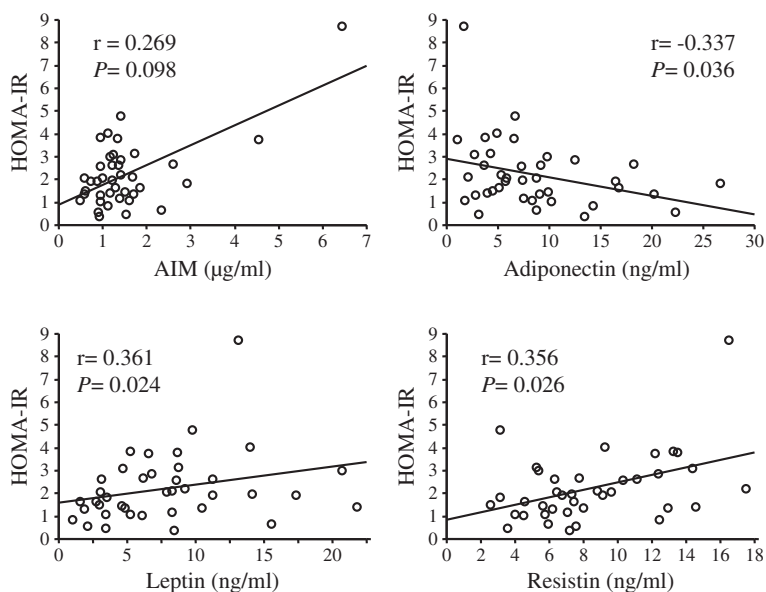 r = 0.269
P= 0.098
HOMA-IR
9
8
7
6
5
4
3
2
1
0
0 1 2 3 4 5 6 7
AIM (µg/ml)
r= -0.337
P= 0.036
HOMA-IR
9
8
7
6
5
4
3
2
1
0
0 5 10 15 20 25 30
Adiponectin (ng/ml)
r= 0.361
P= 0.024
HOMA-IR
9
8
7
6
5
4
3
2
1
0
0 5 10 15 20
Leptin (ng/ml)
r= 0.356
P= 0.026
HOMA-IR
9
8
7
6
5
4
3
2
1
0
0 2 4 6 8 10 12 14 16 18
Resistin (ng/ml)